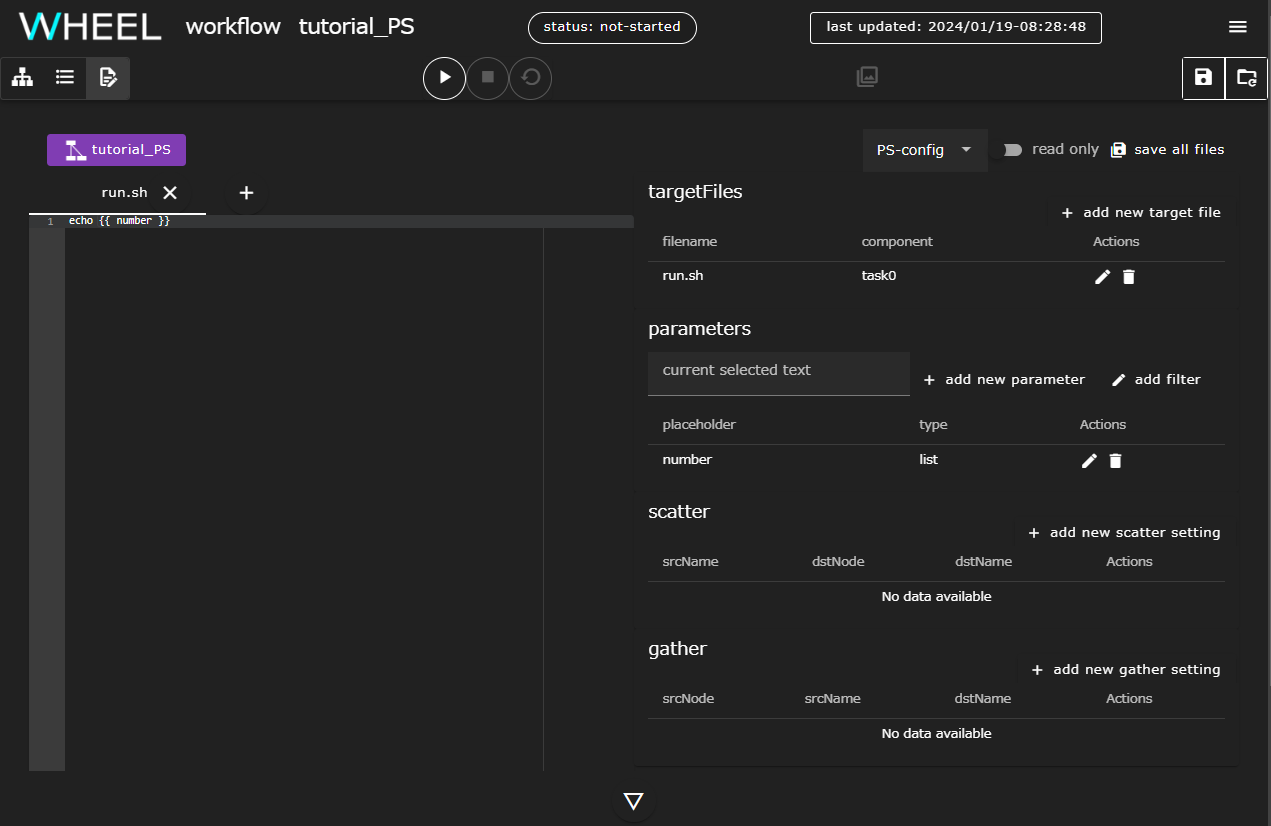 WHEEL workflow tutorial_PS status: not-started last updated: 2024/01/19-08:28:48
tutorial_PS PS-config read only save all files
run.sh
1 echo {{ number }}
targetFiles
add new target file
filename component Actions
run.sh task0
parameters
current selected text add new parameter add filter
placeholder type Actions
number list
scatter
add new scatter setting
srcName dstNode dstName Actions
No data available
gather
add new gather setting
srcNode srcName dstName Actions
No data available